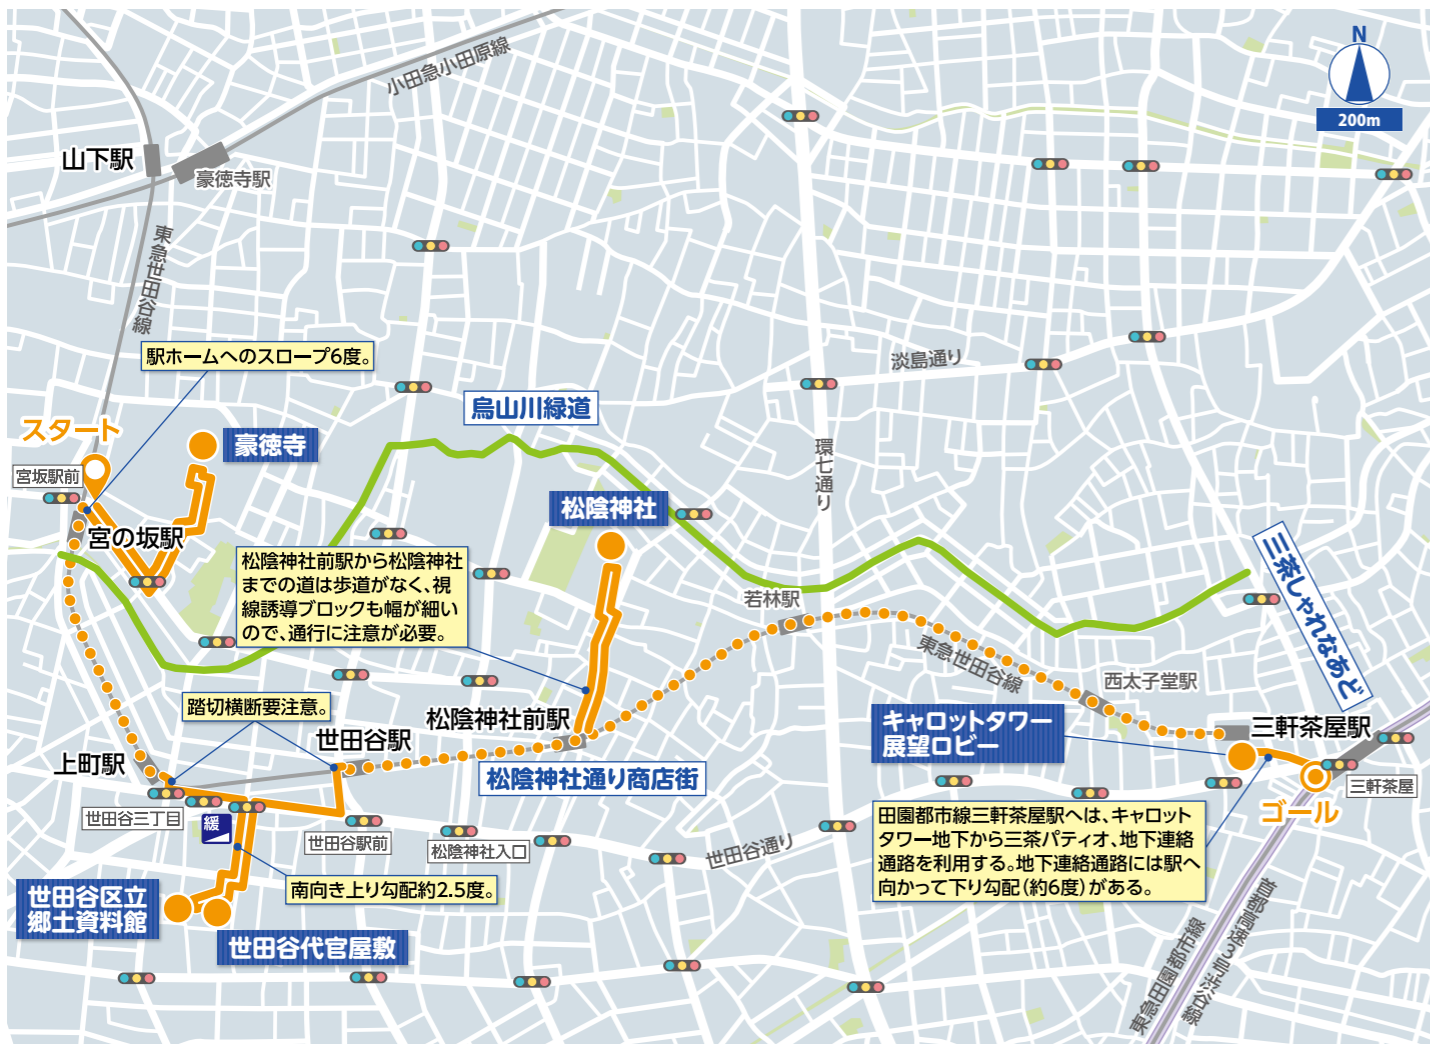 小田急小田原線
N
200m
山下駅
豪徳寺駅
東急世田谷線
駅ホームへのスロープ6度。
淡島通り
烏山川緑道
スタート
豪徳寺
環七通り
宮坂駅前
松陰神社
宮の坂駅
三茶しゃれなあど
松陰神社前駅から松陰神社
までの道は歩道がなく、視
線誘導ブロックも幅が細い
ので、通行に注意が必要。
若林駅
東急世田谷線
西太子堂駅
踏切横断要注意。
松陰神社前駅
キャロットタワー
展望ロビー
三軒茶屋駅
世田谷駅
上町駅
松陰神社通り商店街
三軒茶屋
ゴール
世田谷三丁目
緩
世田谷駅前
松陰神社入口
世田谷通り
田園都市線三軒茶屋駅へは、キャロット
タワー地下から三茶パティオ、地下連絡
通路を利用する。地下連絡通路には駅へ
向かって下り勾配(約6度)がある。
南向き上り勾配約2.5度。
世田谷区立
郷土資料館
世田谷代官屋敷
東急田園都市線
首都高速3号渋谷線